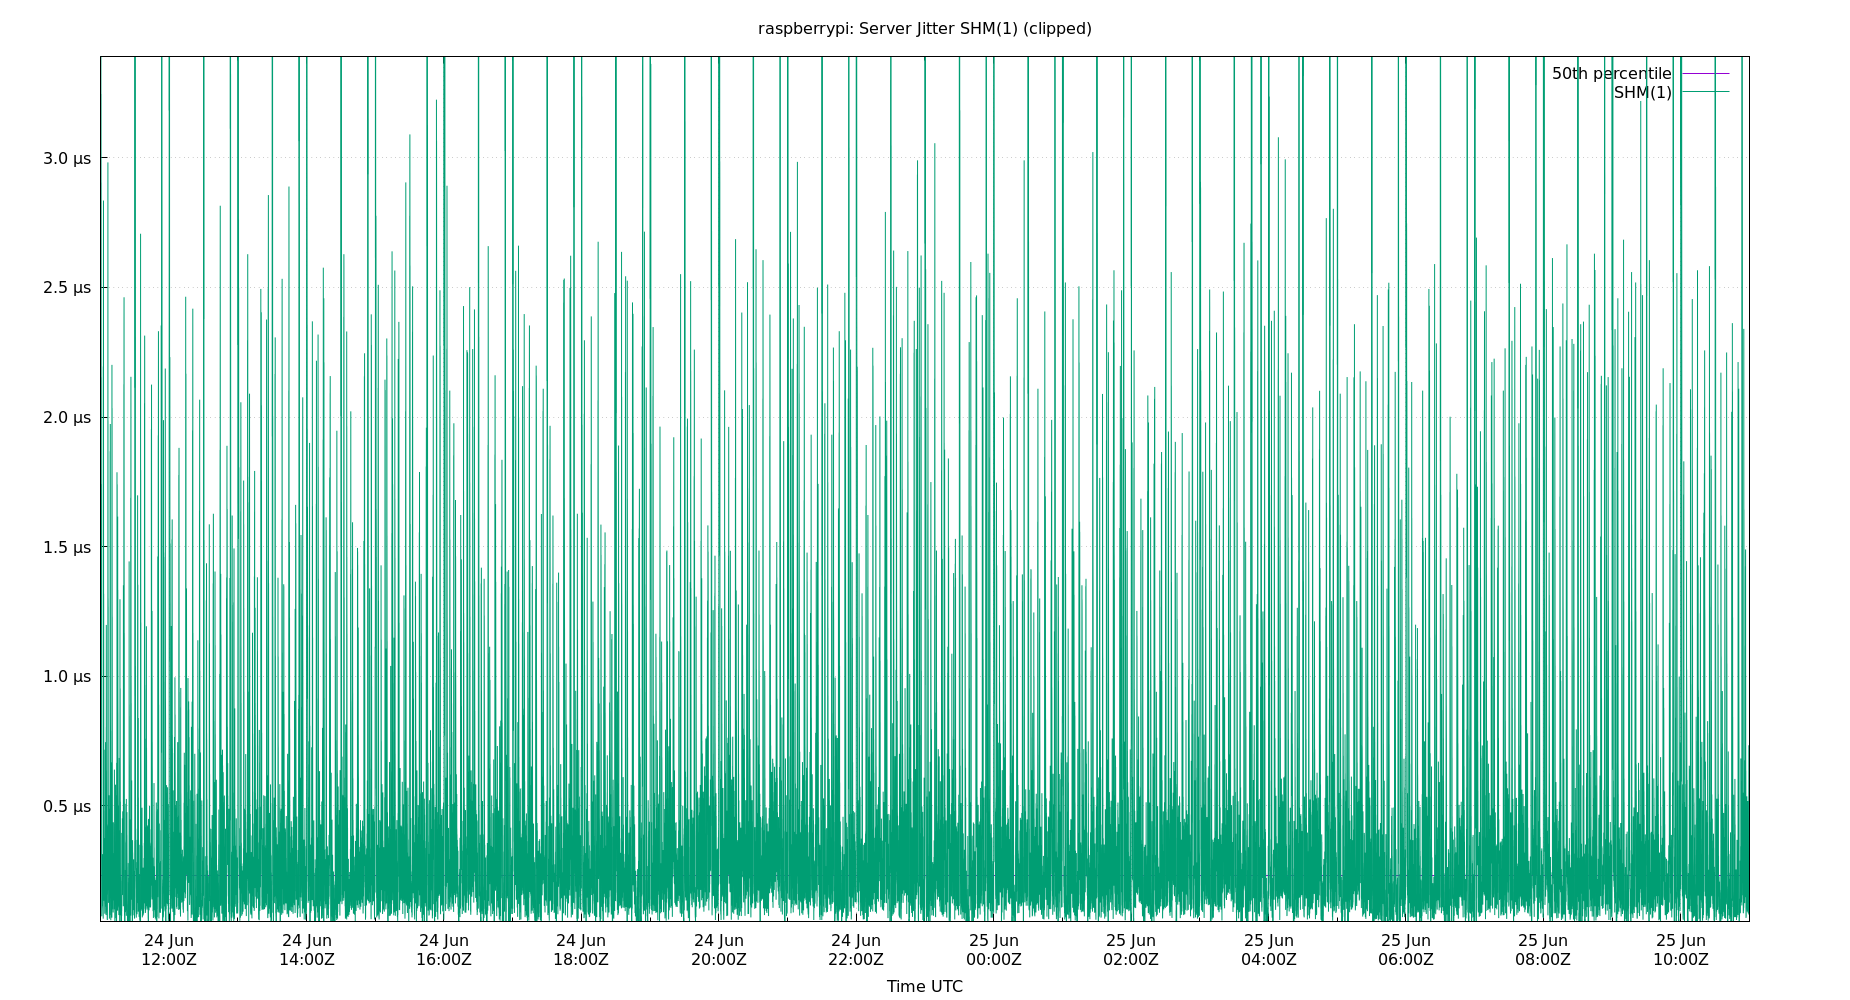 raspberrypi: Server Jitter SHM(1) (clipped)
50th percentile
SHM(1)
3.0 µs
2.5 µs
2.0 µs
1.5 µs
1.0 µs
0.5 µs
24 Jun 24 Jun 24 Jun 24 Jun 24 Jun 24 Jun 25 Jun 25 Jun 25 Jun 25 Jun 25 Jun 25 Jun
12:00Z 14:00Z 16:00Z 18:00Z 20:00Z 22:00Z 00:00Z 02:00Z 04:00Z 06:00Z 08:00Z 10:00Z
Time UTC